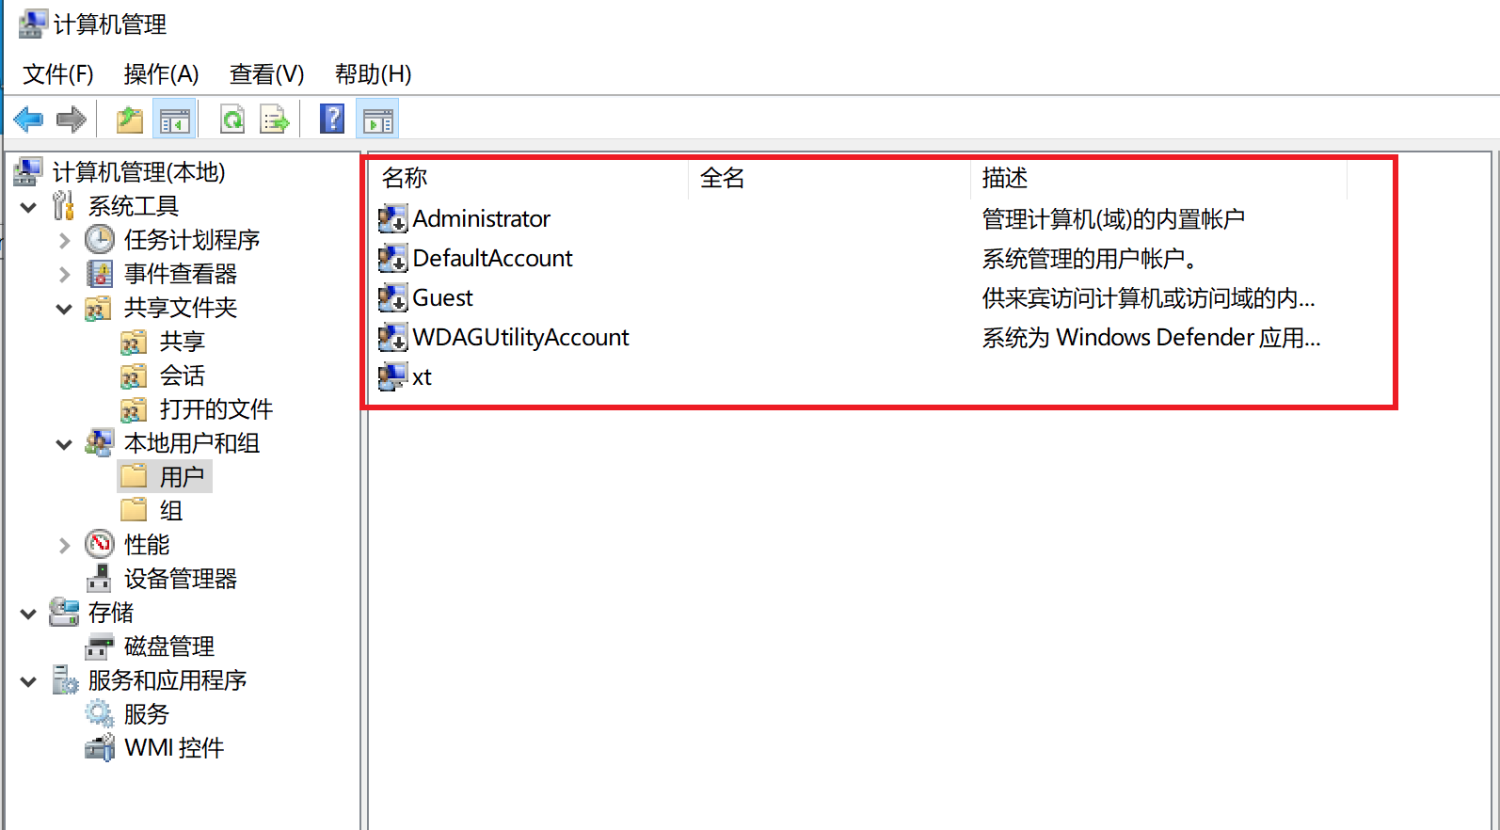 计算机管理
文件(F) 操作(A) 查看(V) 帮助(H)
计算机管理(本地)
系统工具
任务计划程序
事件查看器
共享文件夹
共享
会话
打开的文件
本地用户和组
用户
组
性能
设备管理器
存储
磁盘管理
服务和应用程序
服务
WMI 控件
名称 全名 描述
Administrator 管理计算机(域)的内置帐户
DefaultAccount 系统管理的用户帐户。
Guest 供来宾访问计算机或访问域的内...
WDAGUtilityAccount 系统为 Windows Defender 应用...
xt